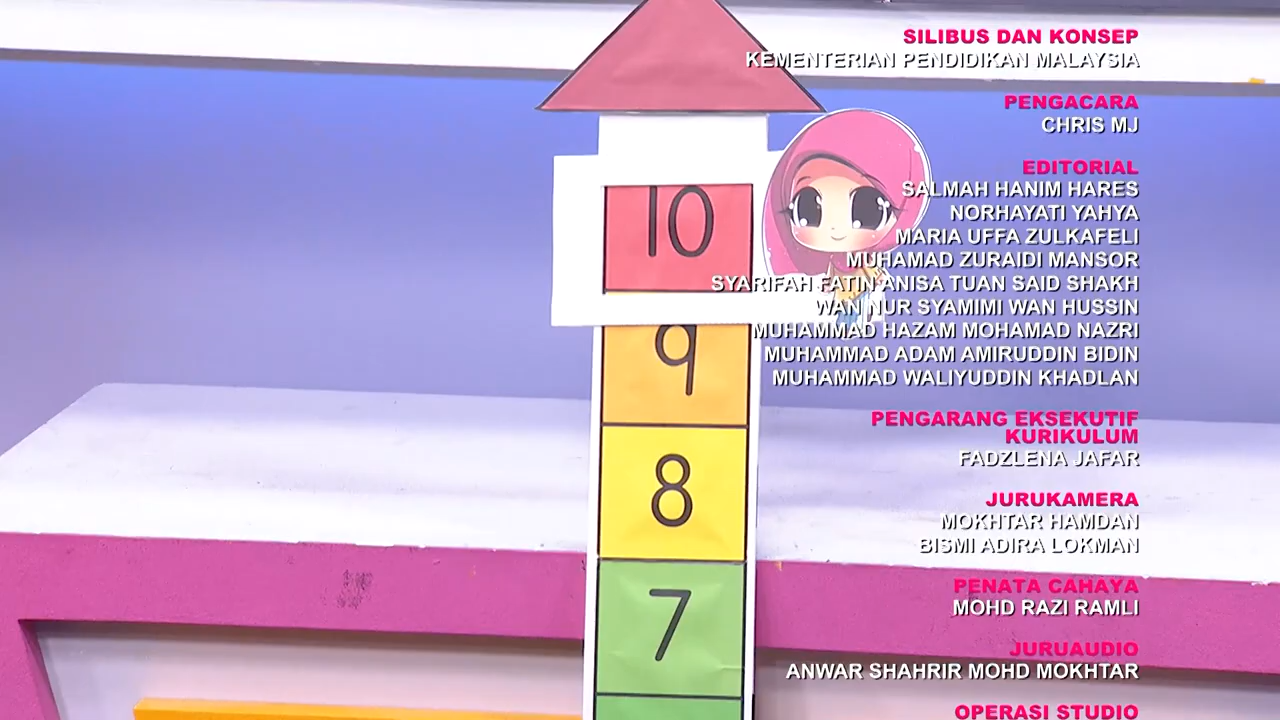 SILIBUS DAN KONSEP
KEMENTERIAN PENDIDIKAN MALAYSIA
PENGACARA
CHRIS MJ
EDITORIAL
SALMAH HANIM HARES
NORHAYATI YAHYA
MARIA UFFA ZULKAFELI
MUHAMAD ZURAIDI MANSOR
SYARIFAH FATIN ANISA TUAN SAID SHAKH
WAN NUR SYAMIMI WAN HUSSIN
MUHAMMAD HAZAM MOHAMAD NAZRI
MUHAMMAD ADAM AMIRUDDIN BIDIN
MUHAMMAD WALIYUDDIN KHADLAN
PENGARANG EKSEKUTIF
KURIKULUM
FADZLENA JAFAR
JURUKAMERA
MOKHTAR HAMDAN
BISMI ADIRA LOKMAN
PENATA CAHAYA
MOHD RAZI RAMLI
JURUAUDIO
ANWAR SHAHRIR MOHD MOKHTAR
OPERASI STUDIO
10
9
8
7